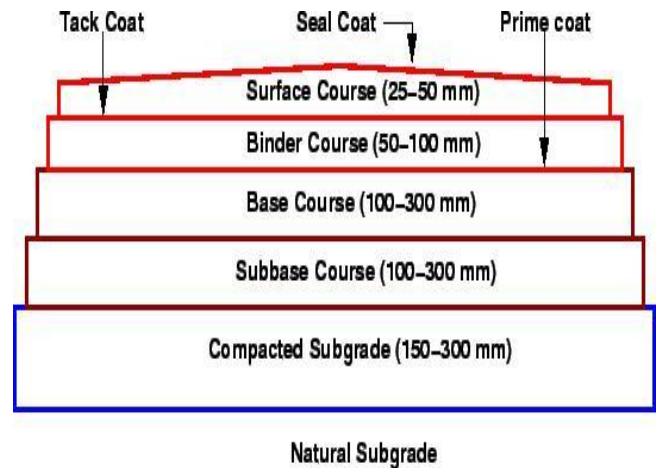 Tack Coat Seal Coat Prime coat
Surface Course (25–50 mm)
Binder Course (50–100 mm)
Base Course (100–300 mm)
Subbase Course (100–300 mm)
Compacted Subgrade (150–300 mm)
Natural Subgrade